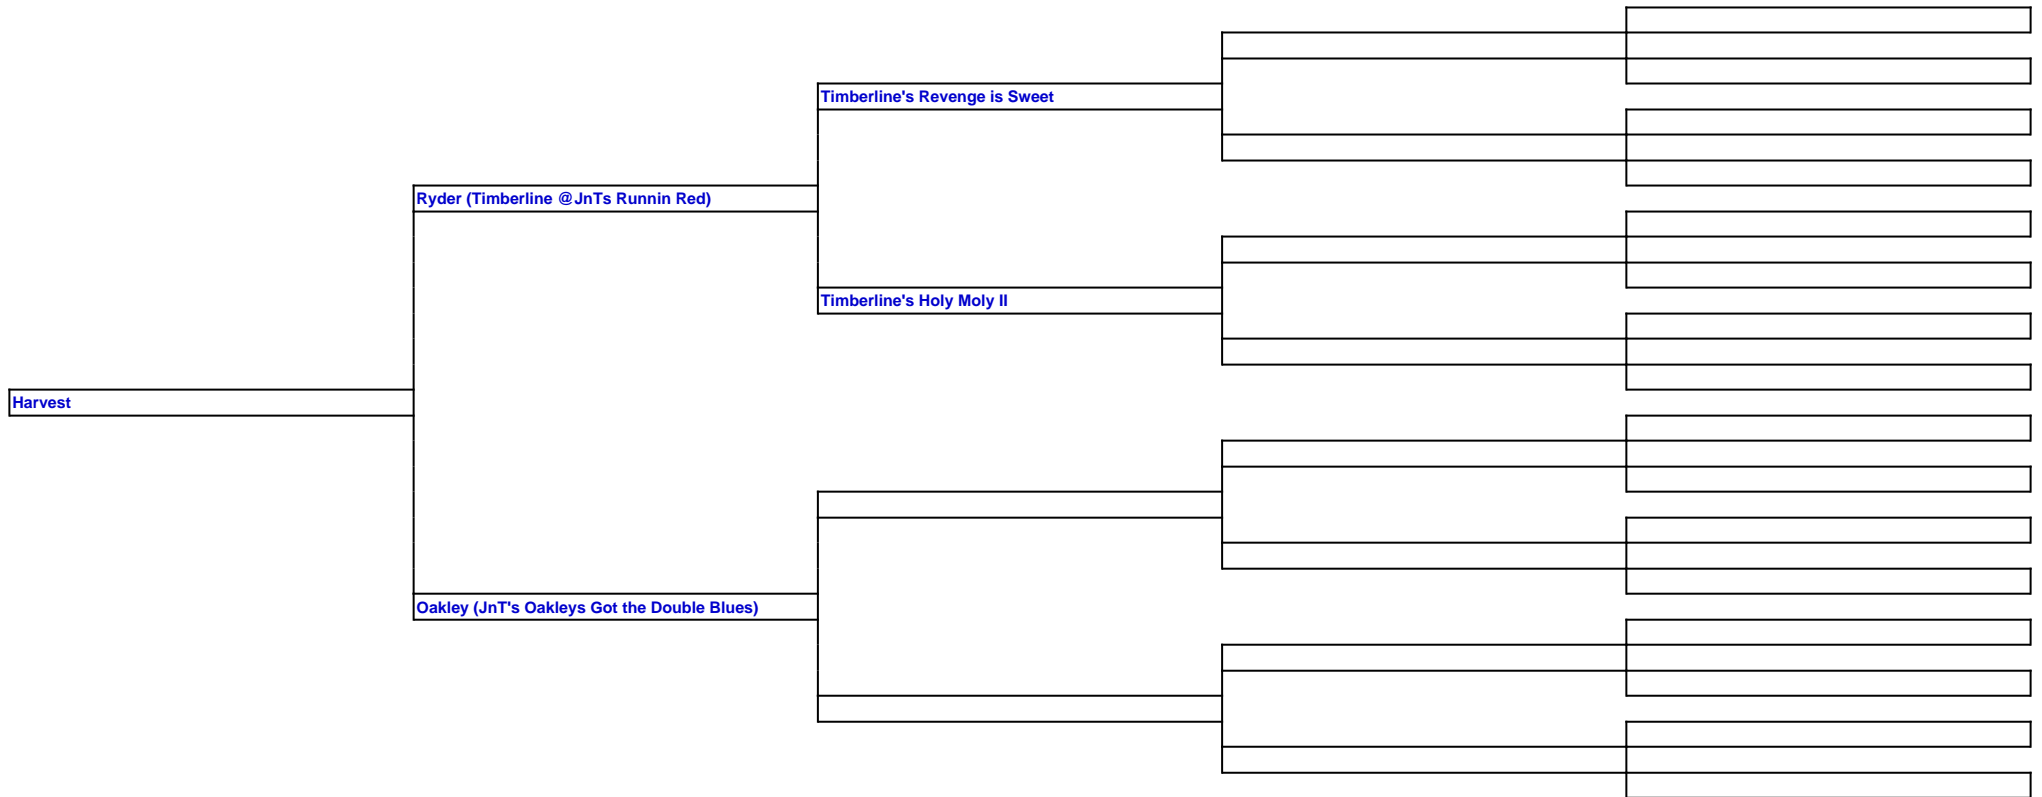 Timberline's Revenge is Sweet
Ryder (Timberline @JnTs Runnin Red)
Timberline's Holy Moly II
Harvest
Oakley (JnT's Oakleys Got the Double Blues)